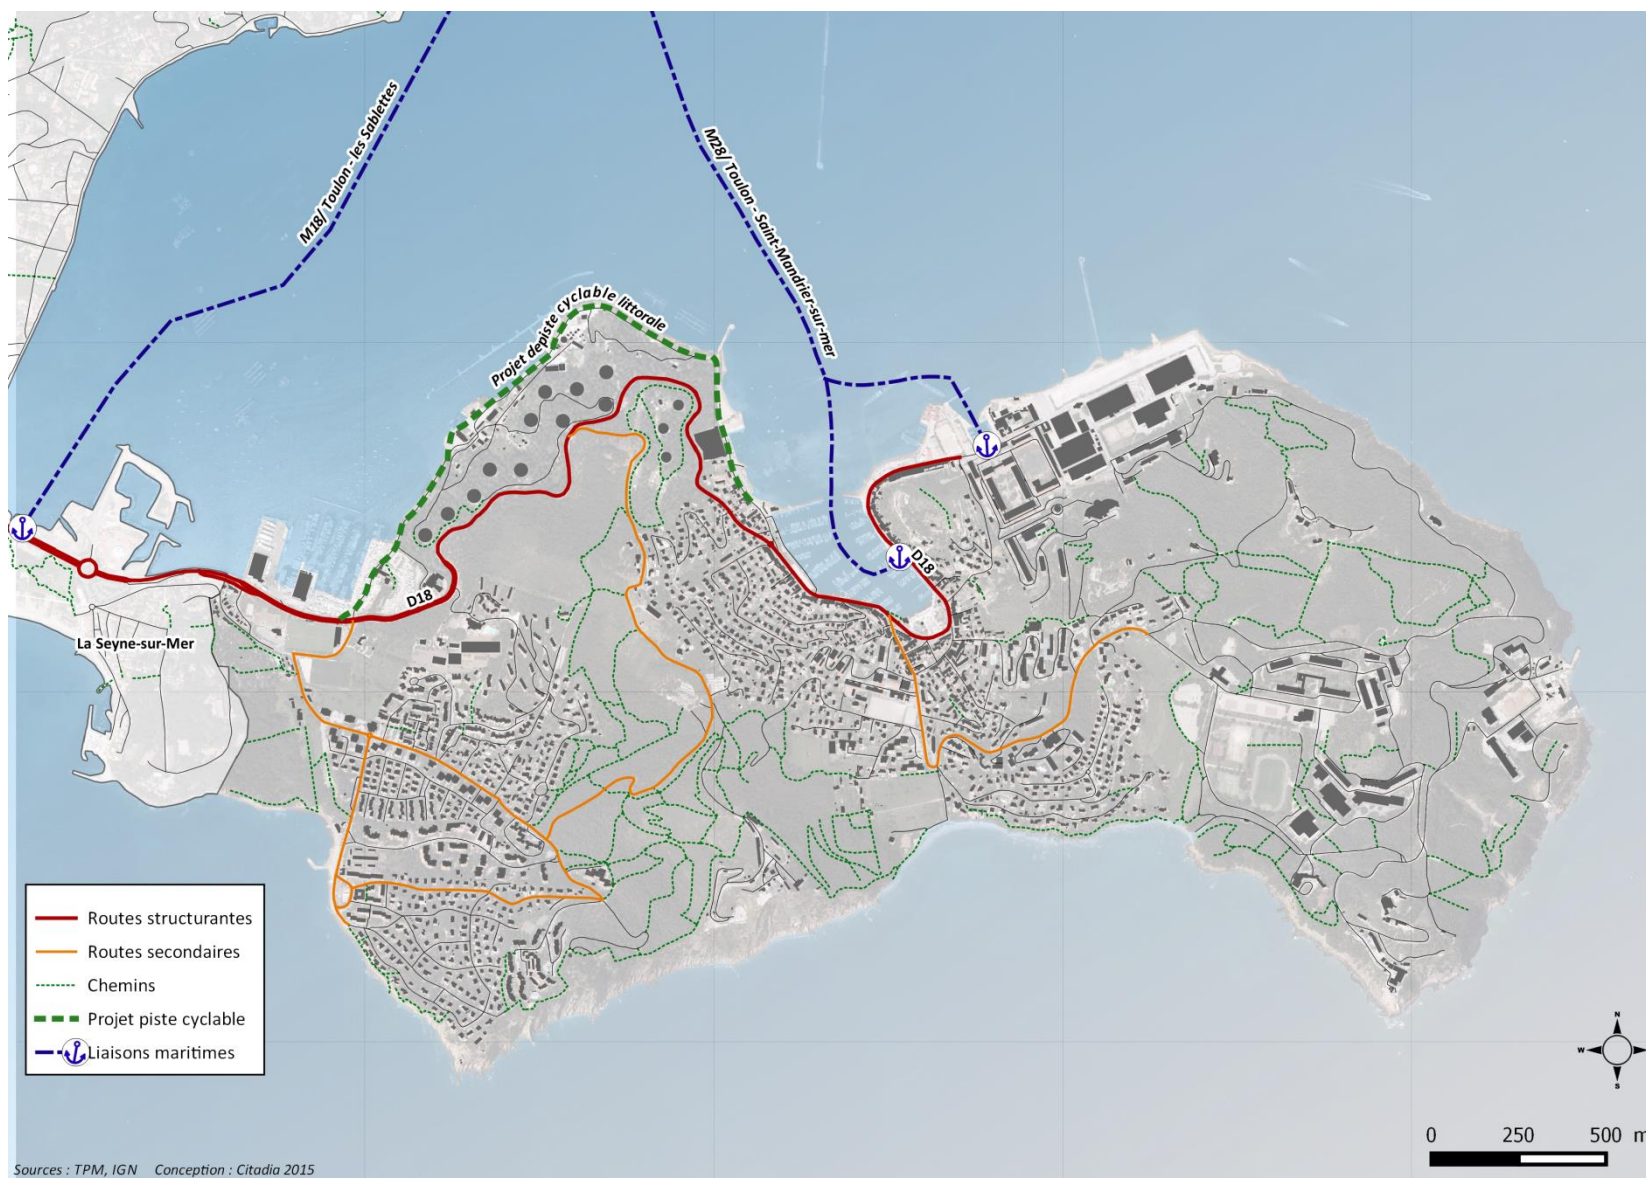 M18/ Toulon - les Sablettes
M28/ Toulon - Saint-Mandrier-sur-mer
Projet depiste cyclable littorale
D18
D18
La Seyne-sur-Mer
Routes structurantes
Routes secondaires
Chemins
Projet piste cyclable
Liaisons maritimes
N
W
S
0 250 500 m
Sources : TPM, IGN Conception : Citadia 2015